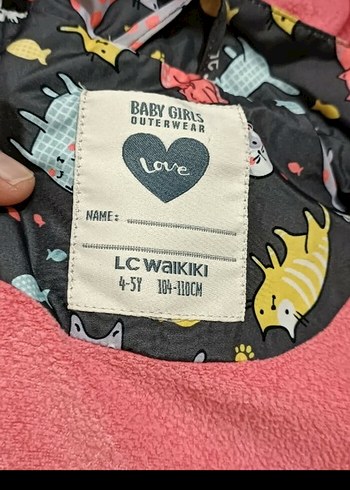 BABY GIRLS
OUTERWEAR
Love
NAME:
LC WAIKIKI
4-5Y 104-110CM